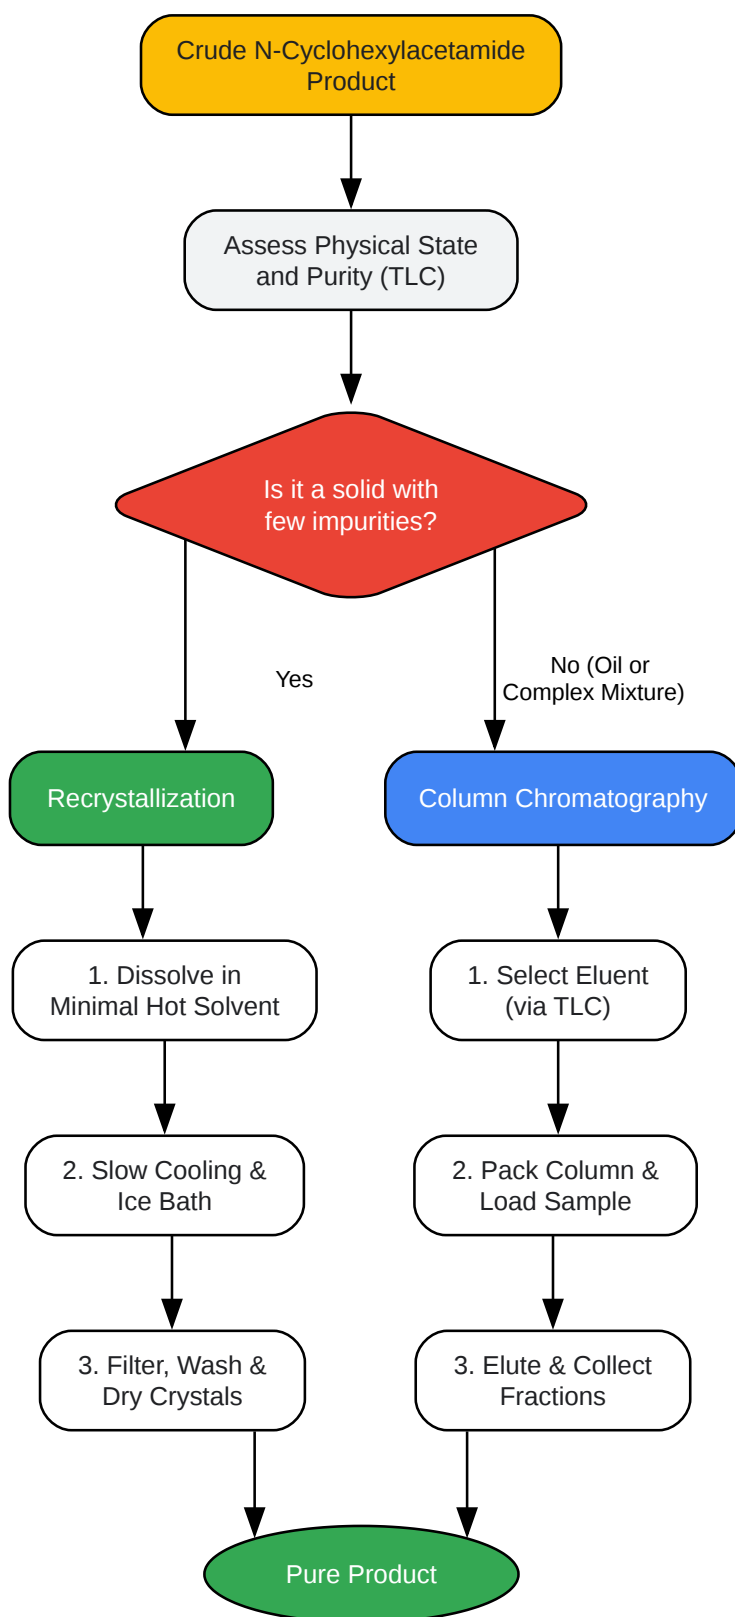 Crude N-Cyclohexylacetamide
Product
Assess Physical State
and Purity (TLC)
Is it a solid with
few impurities?
Yes
No (Oil or
Complex Mixture)
Recrystallization
Column Chromatography
1. Dissolve in
Minimal Hot Solvent
1. Select Eluent
(via TLC)
2. Slow Cooling &
Ice Bath
2. Pack Column &
Load Sample
3. Filter, Wash &
Dry Crystals
3. Elute & Collect
Fractions
Pure Product